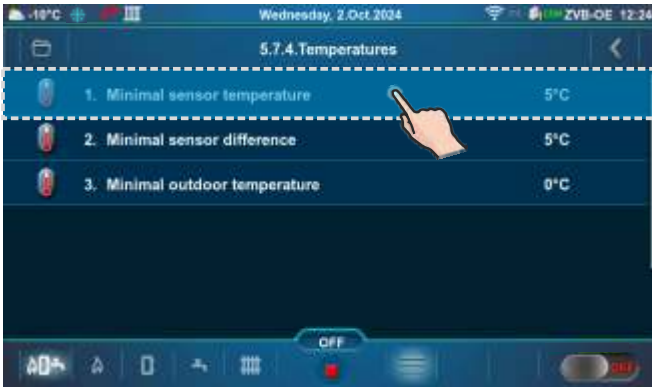 -10°C Wednesday, 2.Oct.2024 ZVB-OE 12:24
5.7.4.Temperatures
1. Minimal sensor temperature 5°C
2. Minimal sensor difference 5°C
3. Minimal outdoor temperature 0°C
OFF
OFF